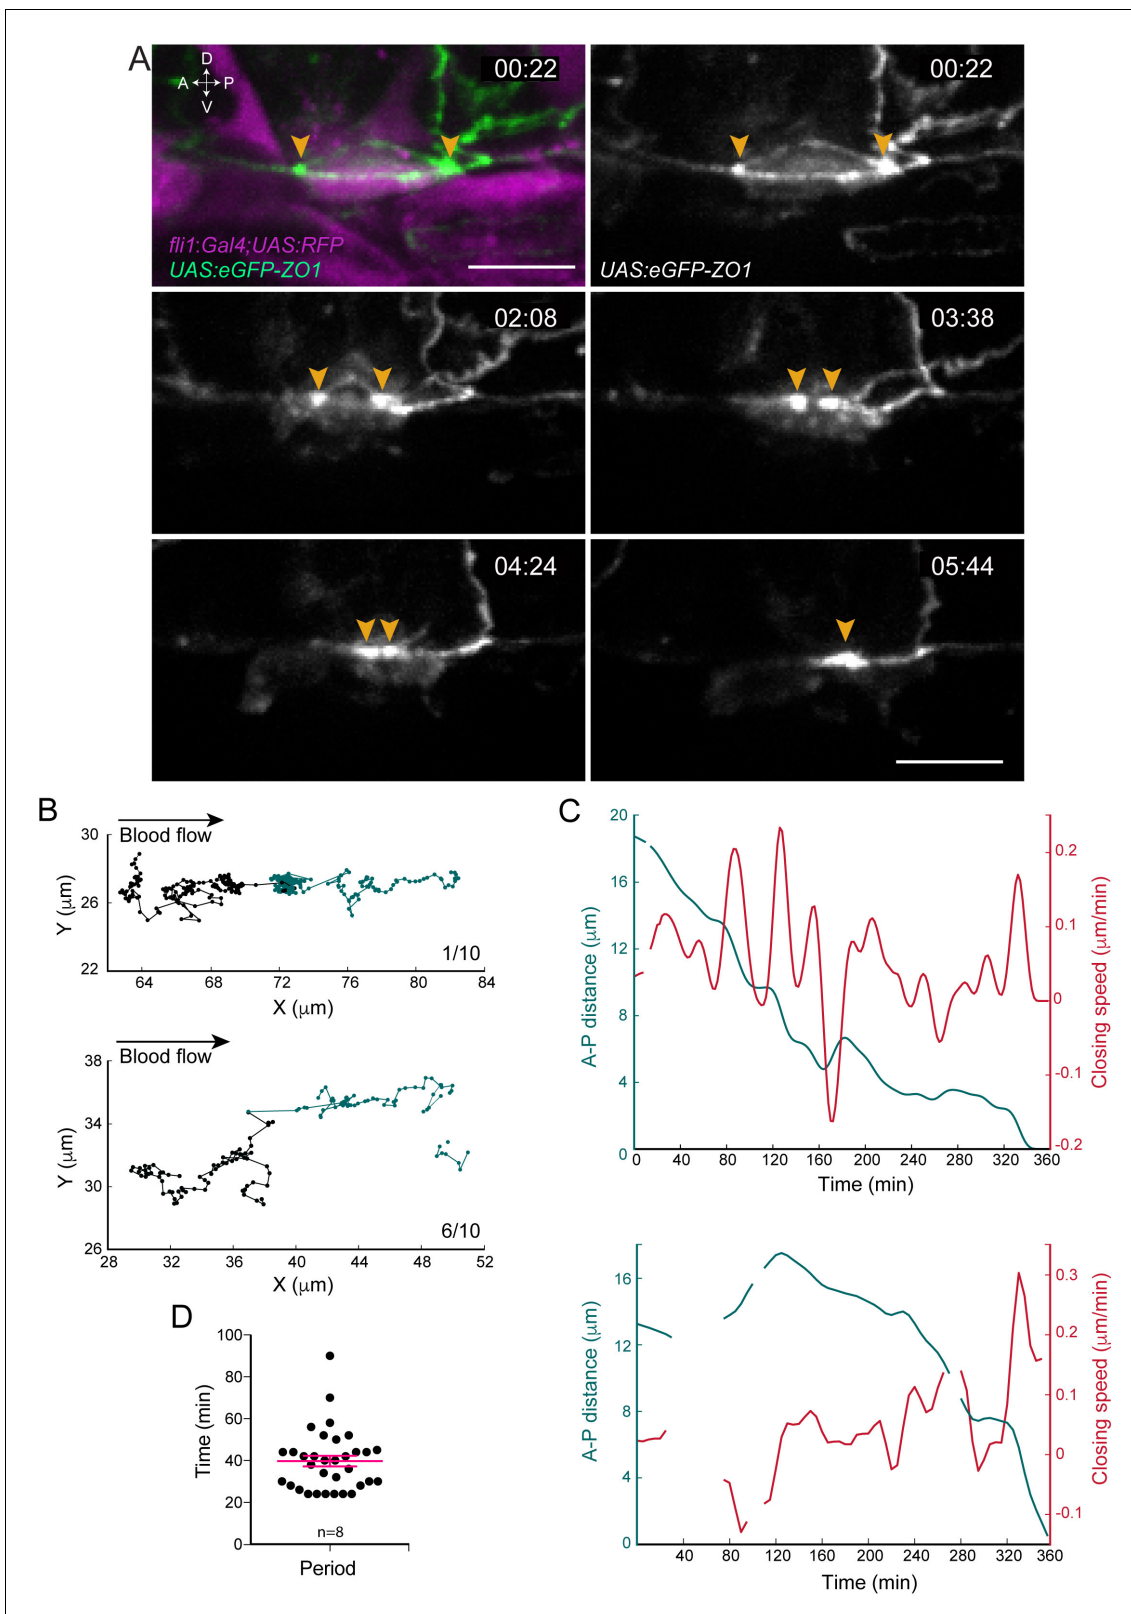 A
D
A P
V
00:22
fli1:Gal4;UAS:RFP
UAS:eGFP-ZO1
00:22
UAS:eGFP-ZO1
02:08
03:38
04:24
05:44
B
Blood flow
30
26
22
Y (μm)
1/10
64 68 72 76 80 84
X (μm)
Blood flow
38
34
30
26
Y (μm)
6/10
28 32 36 40 44 48 52
X (μm)
C
20
16
12
8
4
0
A-P distance (μm)
0.2
0.1
0
-0.1
-0.2
Closing speed (μm/min)
0 40 80 120 160 200 240 280 320 360
Time (min)
16
12
8
4
0
A-P distance (μm)
0.3
0.2
0.1
0
-0.1
Closing speed (μm/min)
40 80 120 160 200 240 280 320 360
Time (min)
D
100
80
60
40
20
0
Time (min)
n=8
Period